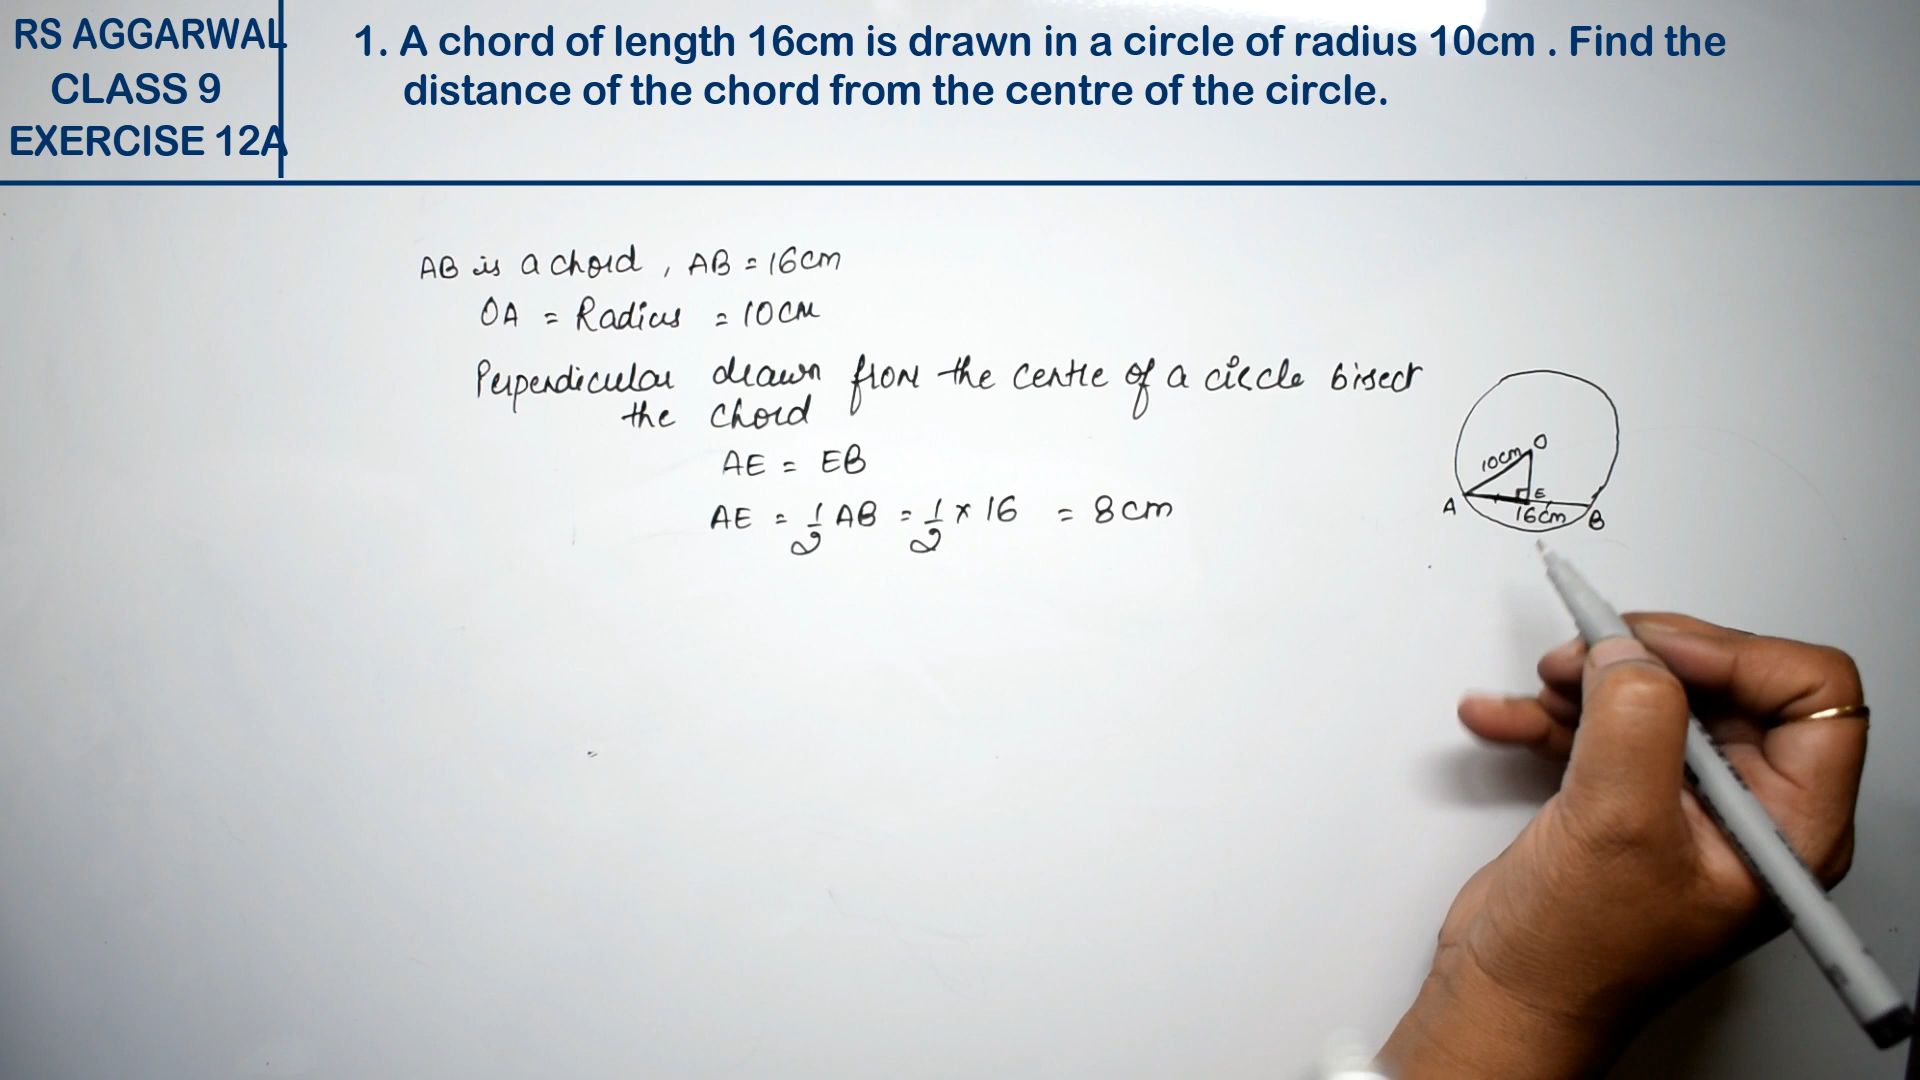 RS AGGARWAL
CLASS 9
EXERCISE 12A
1. A chord of length 16cm is drawn in a circle of radius 10cm . Find the
distance of the chord from the centre of the circle.
AB is a chord , AB = 16cm
OA = Radius = 10cm
Perpendicular drawn from the centre of a circle bisect
the chord
AE = EB
AE = 1/2 AB = 1/2 × 16 = 8cm
O
10cm
E
A
16cm
B